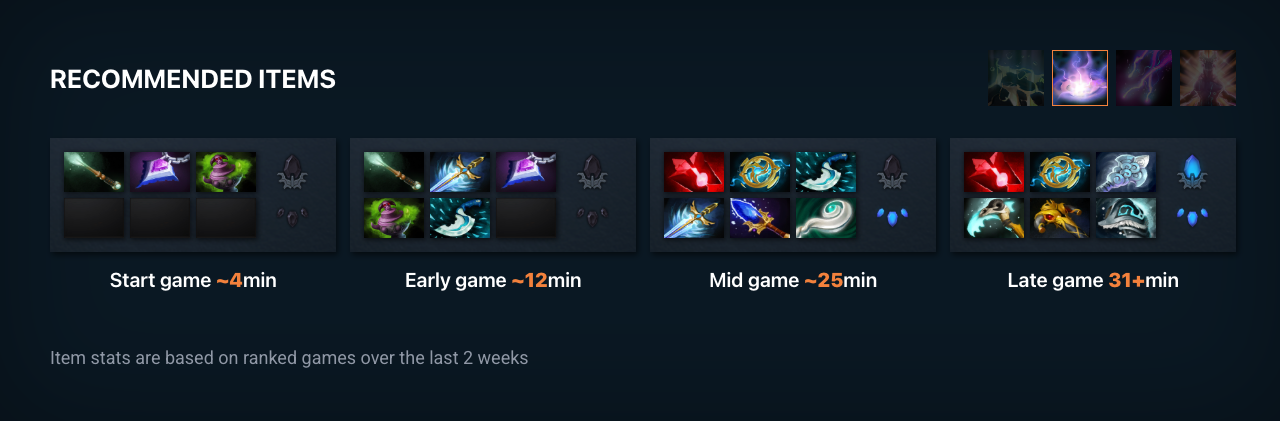 RECOMMENDED ITEMS
Start game ~4min
Early game ~12min
Mid game ~25min
Late game 31+min
Item stats are based on ranked games over the last 2 weeks